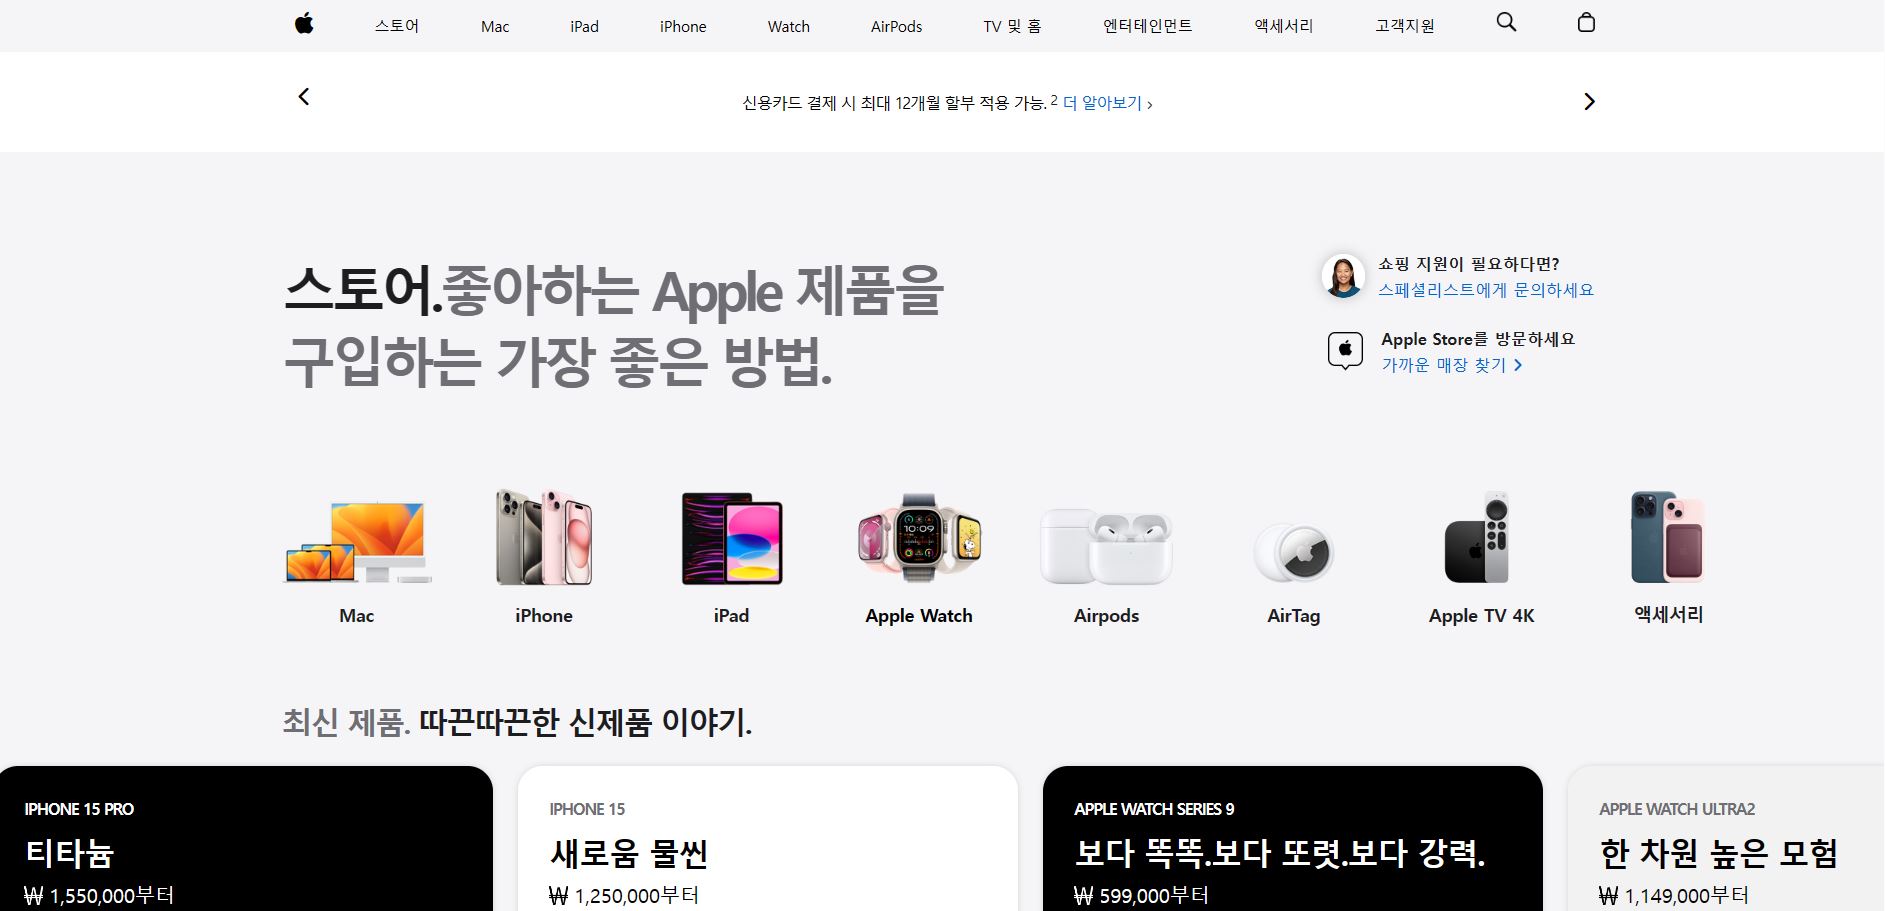 스토어 Mac iPad iPhone Watch AirPods TV 및 홈 엔터테인먼트 액세서리 고객지원
신용카드 결제 시 최대 12개월 할부 적용 가능. 2 더 알아보기 ›
스토어.좋아하는 Apple 제품을
구입하는 가장 좋은 방법.
쇼핑 지원이 필요하다면?
스페셜리스트에게 문의하세요
Apple Store를 방문하세요
가까운 매장 찾기 >
10:09
Mac iPhone iPad Apple Watch Airpods AirTag Apple TV 4K 액세서리
최신 제품. 따끈따끈한 신제품 이야기.
IPHONE 15 PRO
티타늄
₩ 1,550,000부터
IPHONE 15
새로움 물씬
₩ 1,250,000부터
APPLE WATCH SERIES 9
보다 똑똑.보다 또렷.보다 강력.
₩ 599,000부터
APPLE WATCH ULTRA2
한 차원 높은 모험
₩ 1,149,000부터